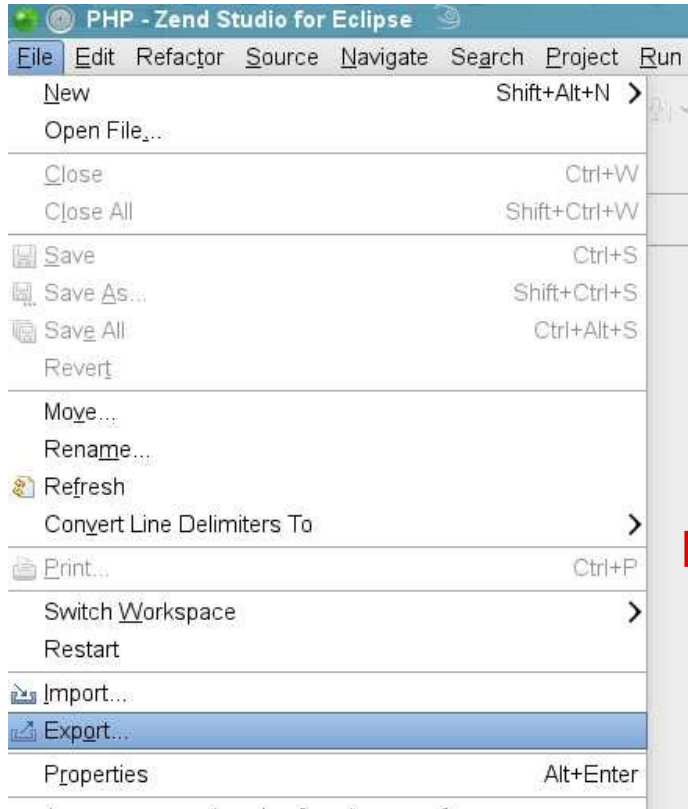 PHP - Zend Studio for Eclipse
File Edit Refactor Source Navigate Search Project Run
New Shift+Alt+N
Open File...
Close Ctrl+W
Close All Shift+Ctrl+W
Save Ctrl+S
Save As... Shift+Ctrl+S
Save All Ctrl+Alt+S
Revert
Move...
Rename...
Refresh
Convert Line Delimiters To
Print... Ctrl+P
Switch Workspace
Restart
Import...
Export...
Properties Alt+Enter